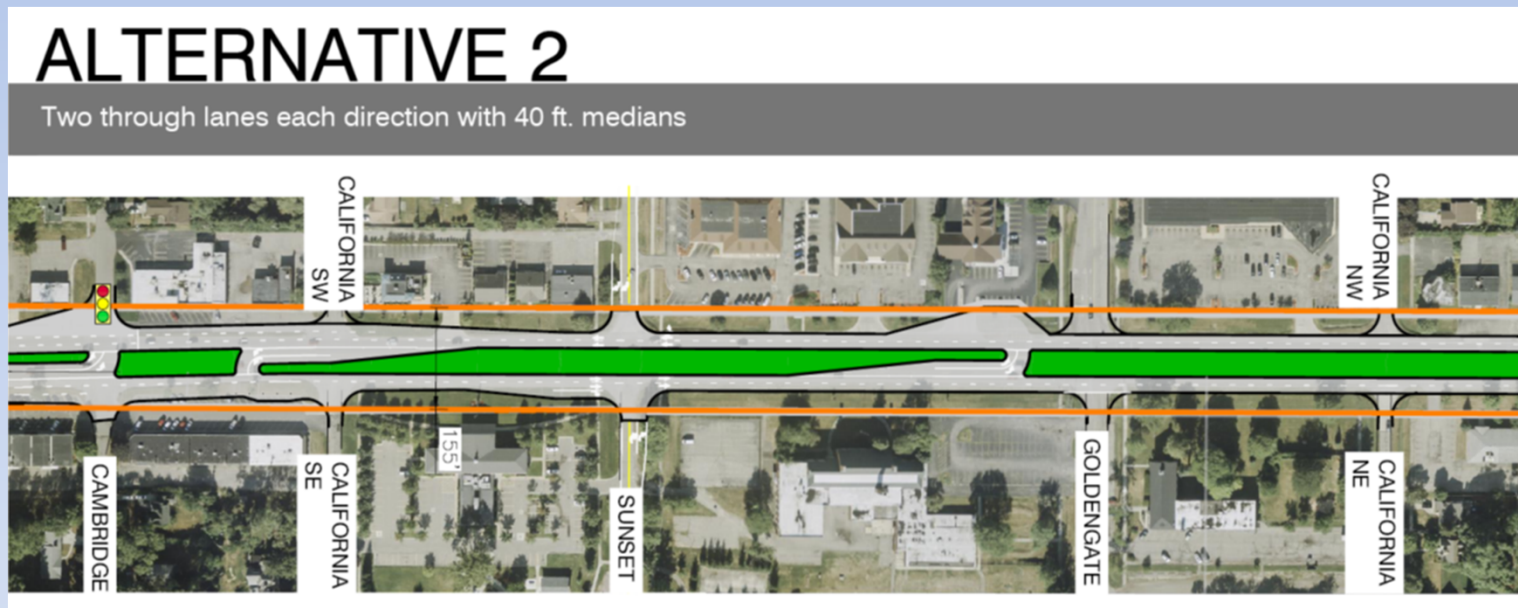 ALTERNATIVE 2
Two through lanes each direction with 40 ft. medians
CALIFORNIA
SW
CALIFORNIA
NW
155'
CAMBRIDGE
CALIFORNIA
SE
SUNSET
GOLDENGATE
CALIFORNIA
NE